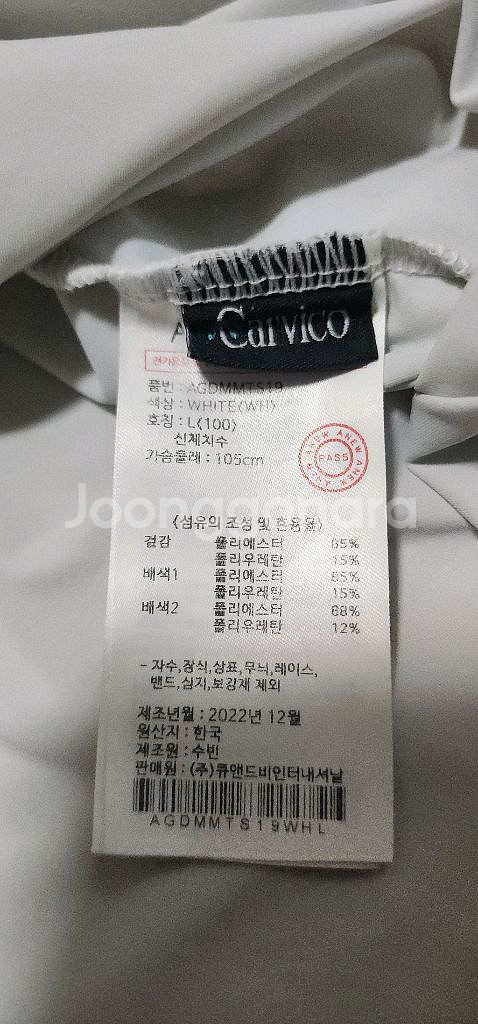 Carvico
품번 : AGDMMTS19
색상 : WHITE(WH)
호칭 : L(100)
신체치수
가슴둘레 : 105cm
ANEW ANEW ANEW ANEW
PASS
Joonggonara
<섬유의 조성 및 혼용율>
겉감 폴리에스터 85%
폴리우레탄 15%
배색1 폴리에스터 85%
폴리우레탄 15%
배색2 폴리에스터 88%
폴리우레탄 12%
- 자수,장식,상표,무늬,레이스,
밴드,심지,보강재 제외
제조년월 : 2022년 12월
원산지 : 한국
제조원 : 수빈
판매원 : (주)큐앤드비인터내셔날
AGDMMTS19WHL